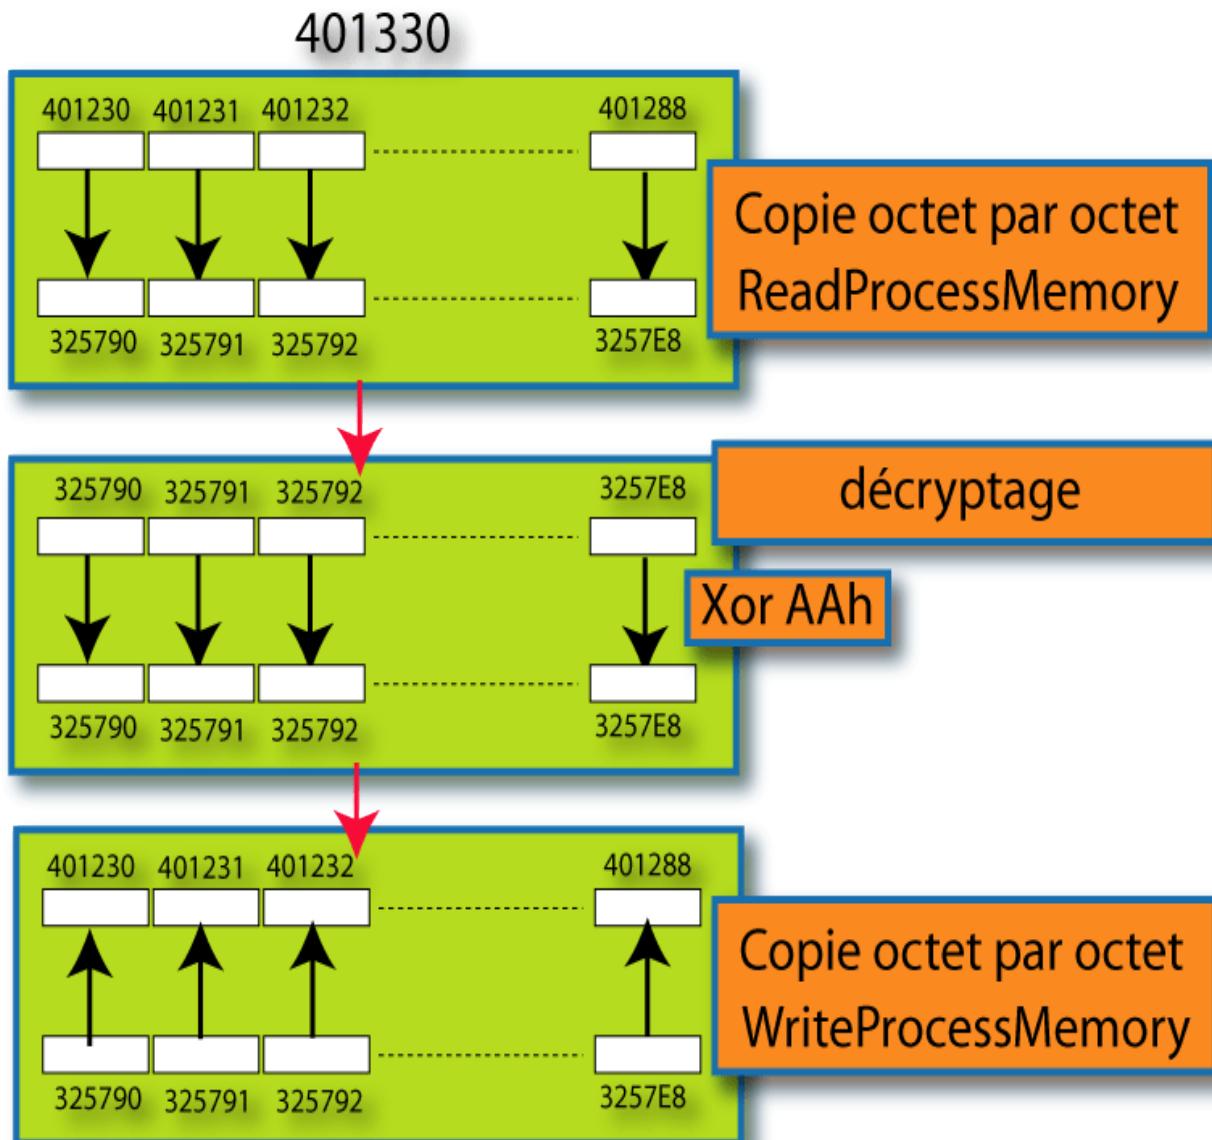 401330
401230 401231 401232 401288
Copie octet par octet
ReadProcessMemory
325790 325791 325792 3257E8
325790 325791 325792 3257E8
décryptage
Xor AAh
325790 325791 325792 3257E8
401230 401231 401232 401288
Copie octet par octet
WriteProcessMemory
325790 325791 325792 3257E8